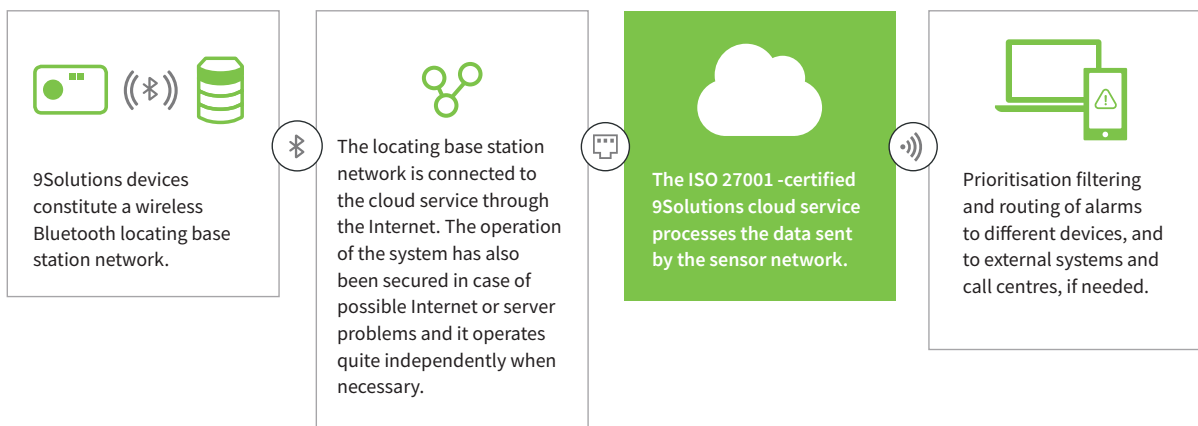 9Solutions devices
constitute a wireless
Bluetooth locating base
station network.
The locating base station
network is connected to
the cloud service through
the Internet. The operation
of the system has also
been secured in case of
possible Internet or server
problems and it operates
quite independently when
necessary.
The ISO 27001 -certified
9Solutions cloud service
processes the data sent
by the sensor network.
Prioritisation filtering
and routing of alarms
to different devices, and
to external systems and
call centres, if needed.